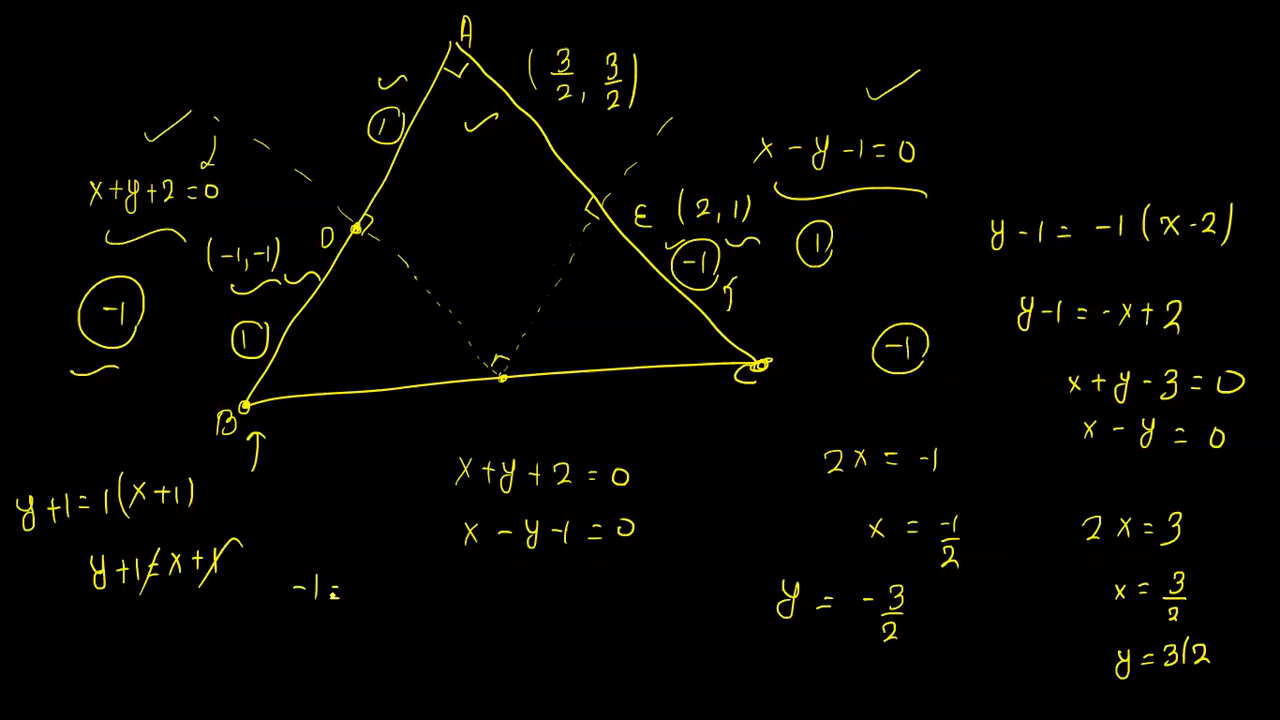 A
(3/2, 3/2)
1
x+y+2=0
x-y-1=0
D
(-1,-1)
E (2,1)
-1
1
-1
1
-1
B
C
y-1 = -1(x-2)
y-1 = -x+2
x+y-3=0
x-y=0
2x=3
x=3/2
y=3/2
y+1=1(x+1)
y+1=x+1
-1=
x+y+2=0
x-y-1=0
2x=-1
x=-1/2
y=-3/2